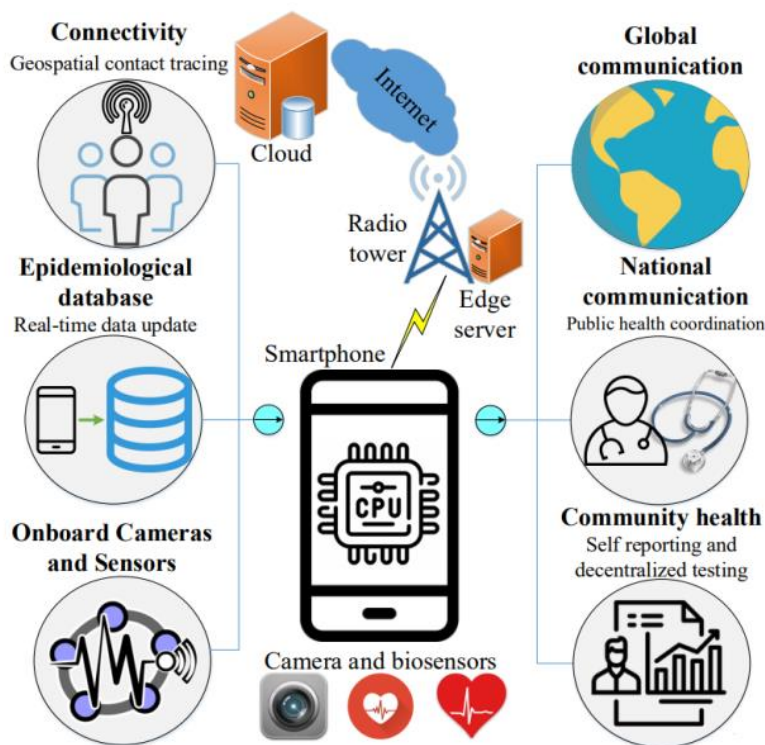 Connectivity
Geospatial contact tracing
Cloud
Internet
Global
communication
Radio
tower
Edge
server
Epidemiological
database
Real-time data update
National
communication
Public health coordination
Smartphone
CPU
Onboard Cameras
and Sensors
Community health
Self reporting and
decentralized testing
Camera and biosensors